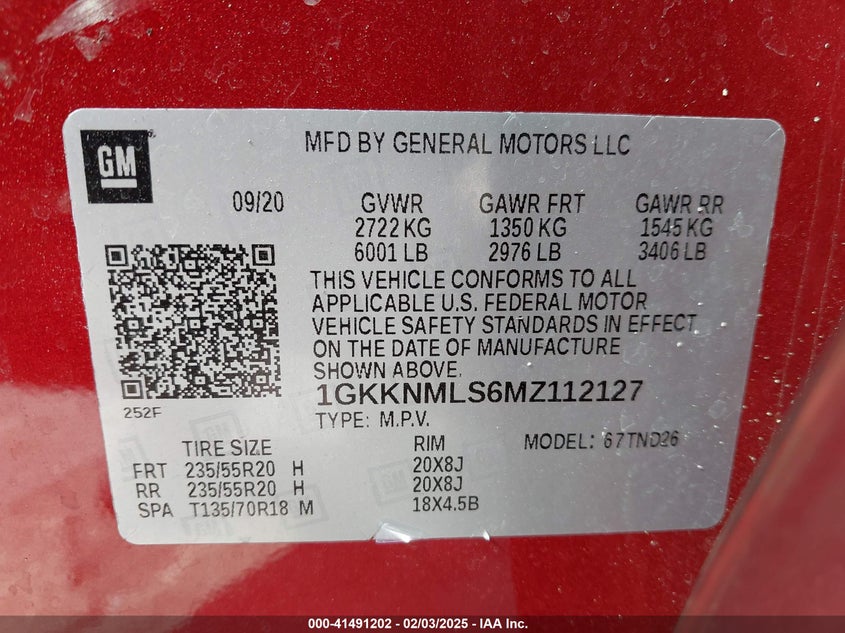 GM
MFD BY GENERAL MOTORS LLC
09/20 GVWR GAWR FRT GAWR RR
2722 KG 1350 KG 1545 KG
6001 LB 2976 LB 3406 LB
THIS VEHICLE CONFORMS TO ALL
APPLICABLE U.S. FEDERAL MOTOR
VEHICLE SAFETY STANDARDS IN EFFECT
ON THE DATE OF MANUFACTURE
SHOWN ABOVE.
1GKKNMLS6MZ112127
252F
TYPE: M.P.V.
TIRE SIZE RIM MODEL: 67TND26
FRT 235/55R20 H 20X8J
RR 235/55R20 H 20X8J
SPA T135/70R18 M 18X4.5B
000-41491202 - 02/03/2025 - IAA Inc.